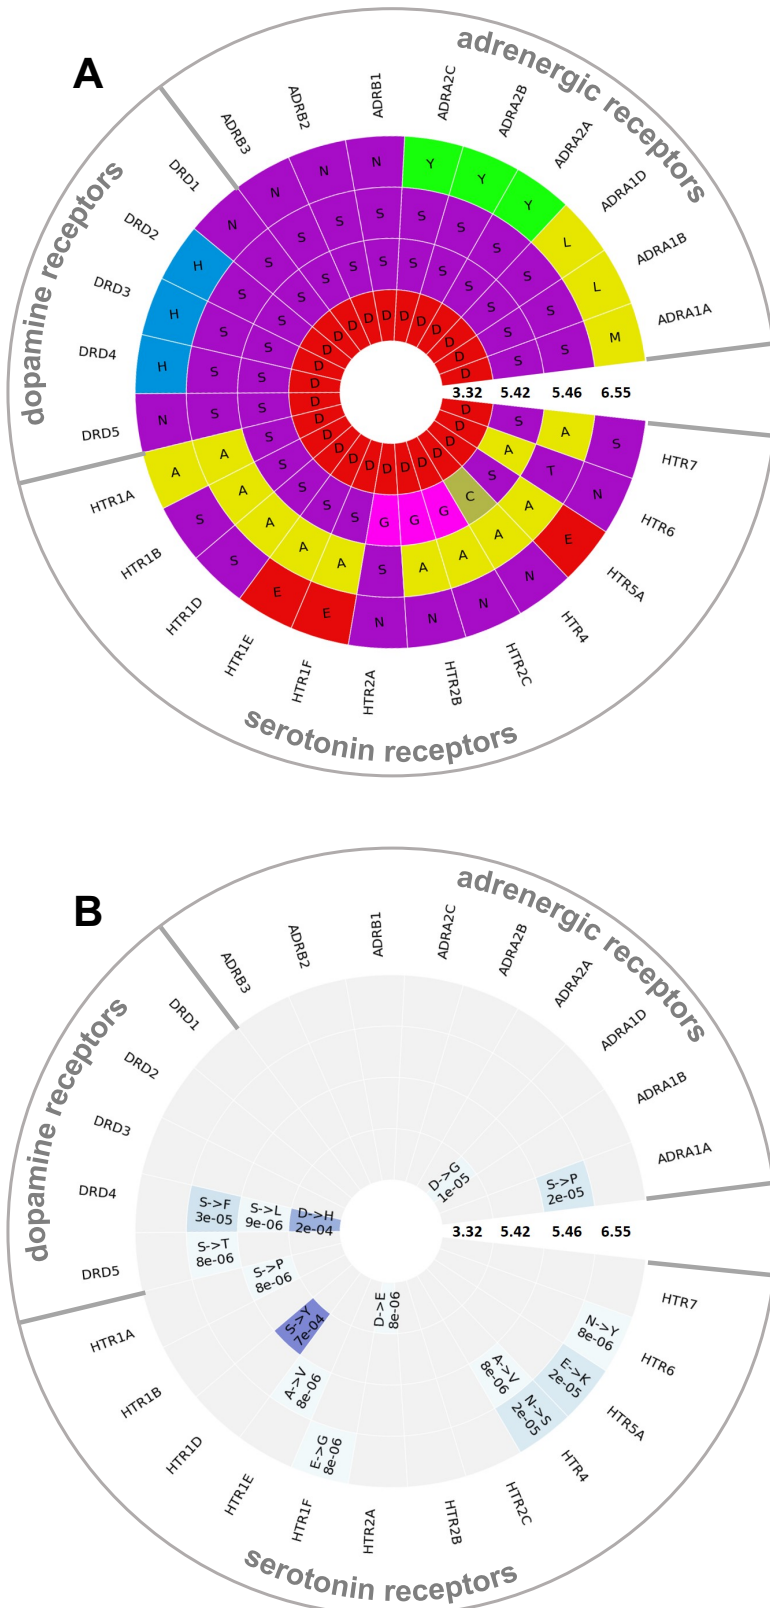 A
adrenergic receptors
dopamine receptors
serotonin receptors
ADRB3
ADRB2
ADRB1
ADRA2C
ADRA2B
ADRA2A
ADRA1D
ADRA1B
ADRA1A
DRD1
DRD2
DRD3
DRD4
DRD5
HTR1A
HTR1B
HTR1D
HTR1E
HTR1F
HTR2A
HTR2B
HTR2C
HTR4
HTR5A
HTR6
HTR7
N H H H N N N N Y Y Y L L M
S S S S S S S S S S S S S S
S S S S S S S S S S S S S S
D D D D D D D D D D D D D D
3.32 5.42 5.46 6.55
D D D D D D D D D D D D
S A S C G G G S S S S S
A T A A A A S A A A A A
S N E N N N N E E S S A
B
adrenergic receptors
dopamine receptors
serotonin receptors
ADRB3
ADRB2
ADRB1
ADRA2C
ADRA2B
ADRA2A
ADRA1D
ADRA1B
ADRA1A
DRD1
DRD2
DRD3
DRD4
DRD5
HTR1A
HTR1B
HTR1D
HTR1E
HTR1F
HTR2A
HTR2B
HTR2C
HTR4
HTR5A
HTR6
HTR7
D->G
1e-05
S->P
2e-05
S->F
3e-05
S->L
9e-06
D->H
2e-04
3.32 5.42 5.46 6.55
S->T
8e-06
S->P
8e-06
S->Y
7e-04
D->E
8e-06
A->V
8e-06
E->G
8e-06
A->V
8e-06
N->S
2e-05
E->K
2e-05
N->Y
8e-06